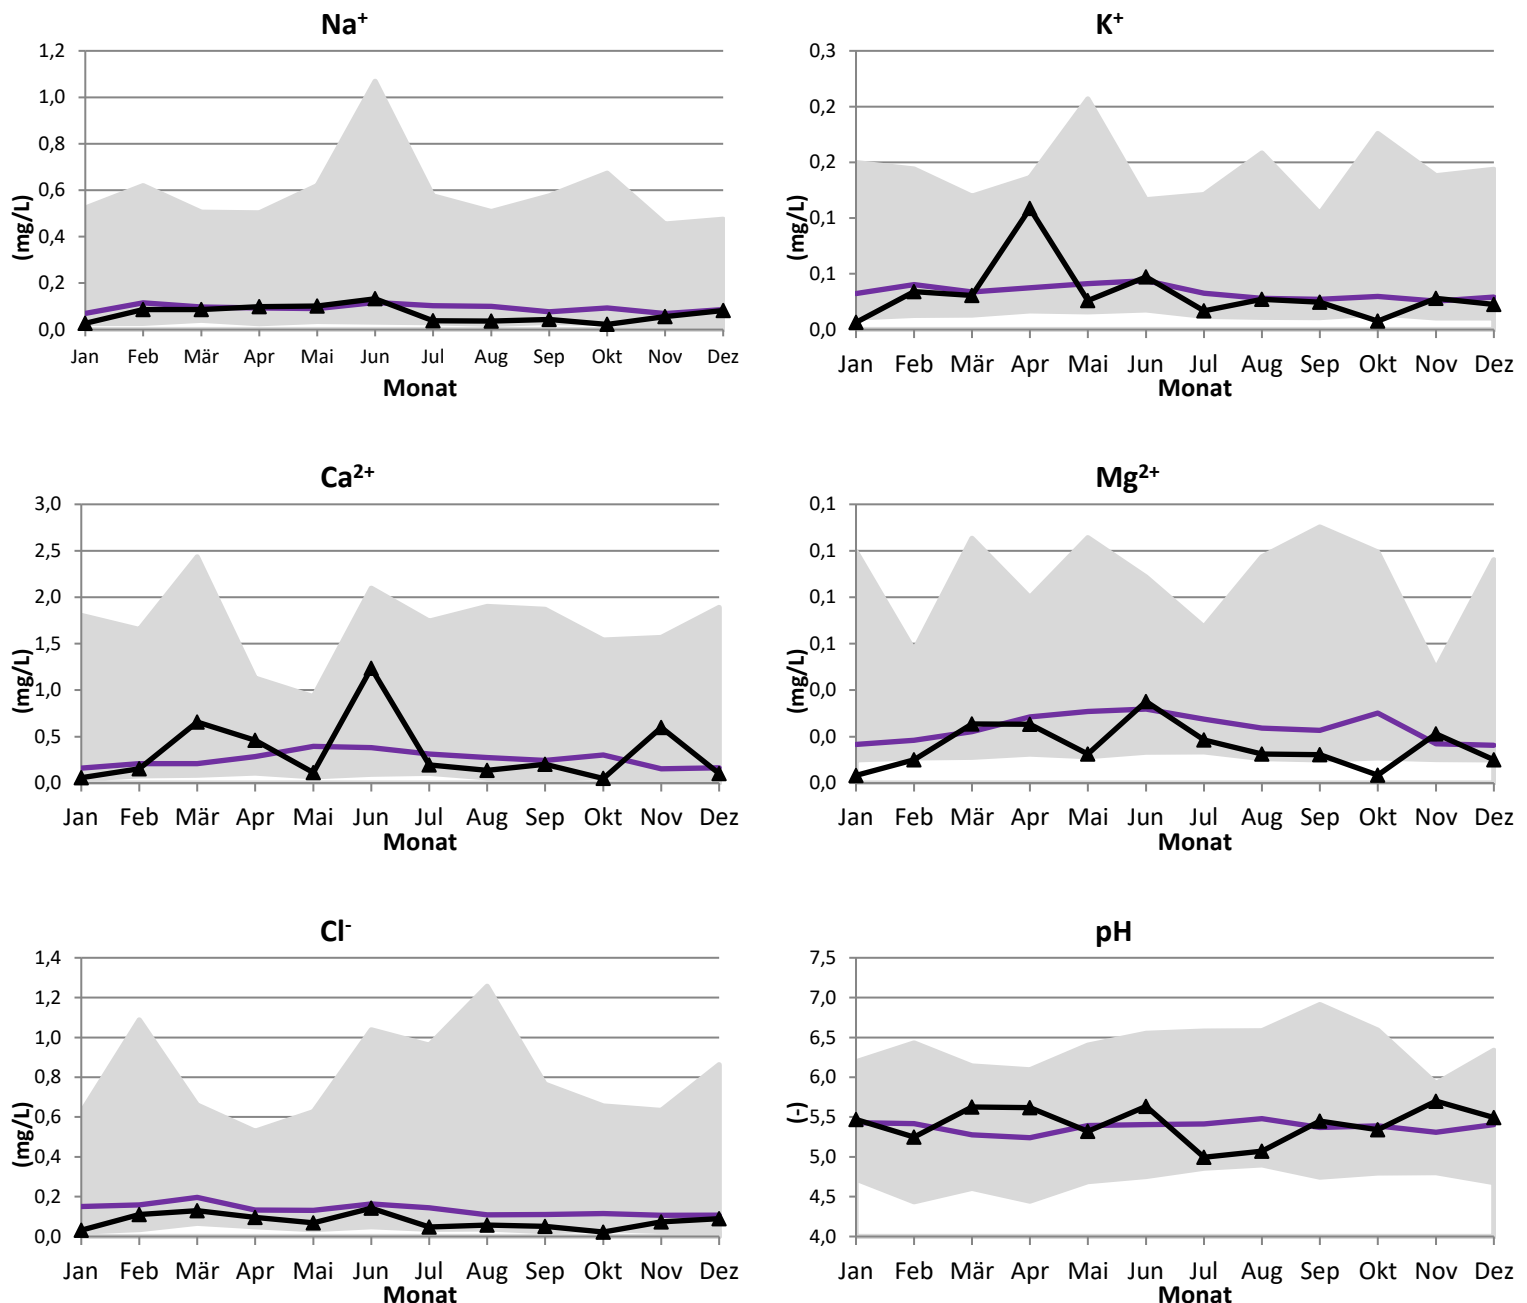 Na⁺
1,2
1,0
0,8
0,6
0,4
0,2
0,0
(mg/L)
Jan Feb Mär Apr Mai Jun Jul Aug Sep Okt Nov Dez
Monat
K⁺
0,3
0,2
0,2
0,1
0,1
0,0
(mg/L)
Jan Feb Mär Apr Mai Jun Jul Aug Sep Okt Nov Dez
Monat
Ca²⁺
3,0
2,5
2,0
1,5
1,0
0,5
0,0
(mg/L)
Jan Feb Mär Apr Mai Jun Jul Aug Sep Okt Nov Dez
Monat
Mg²⁺
0,1
0,1
0,1
0,1
0,0
0,0
0,0
(mg/L)
Jan Feb Mär Apr Mai Jun Jul Aug Sep Okt Nov Dez
Monat
Cl⁻
1,4
1,2
1,0
0,8
0,6
0,4
0,2
0,0
(mg/L)
Jan Feb Mär Apr Mai Jun Jul Aug Sep Okt Nov Dez
Monat
pH
7,5
7,0
6,5
6,0
5,5
5,0
4,5
4,0
(-)
Jan Feb Mär Apr Mai Jun Jul Aug Sep Okt Nov Dez
Monat